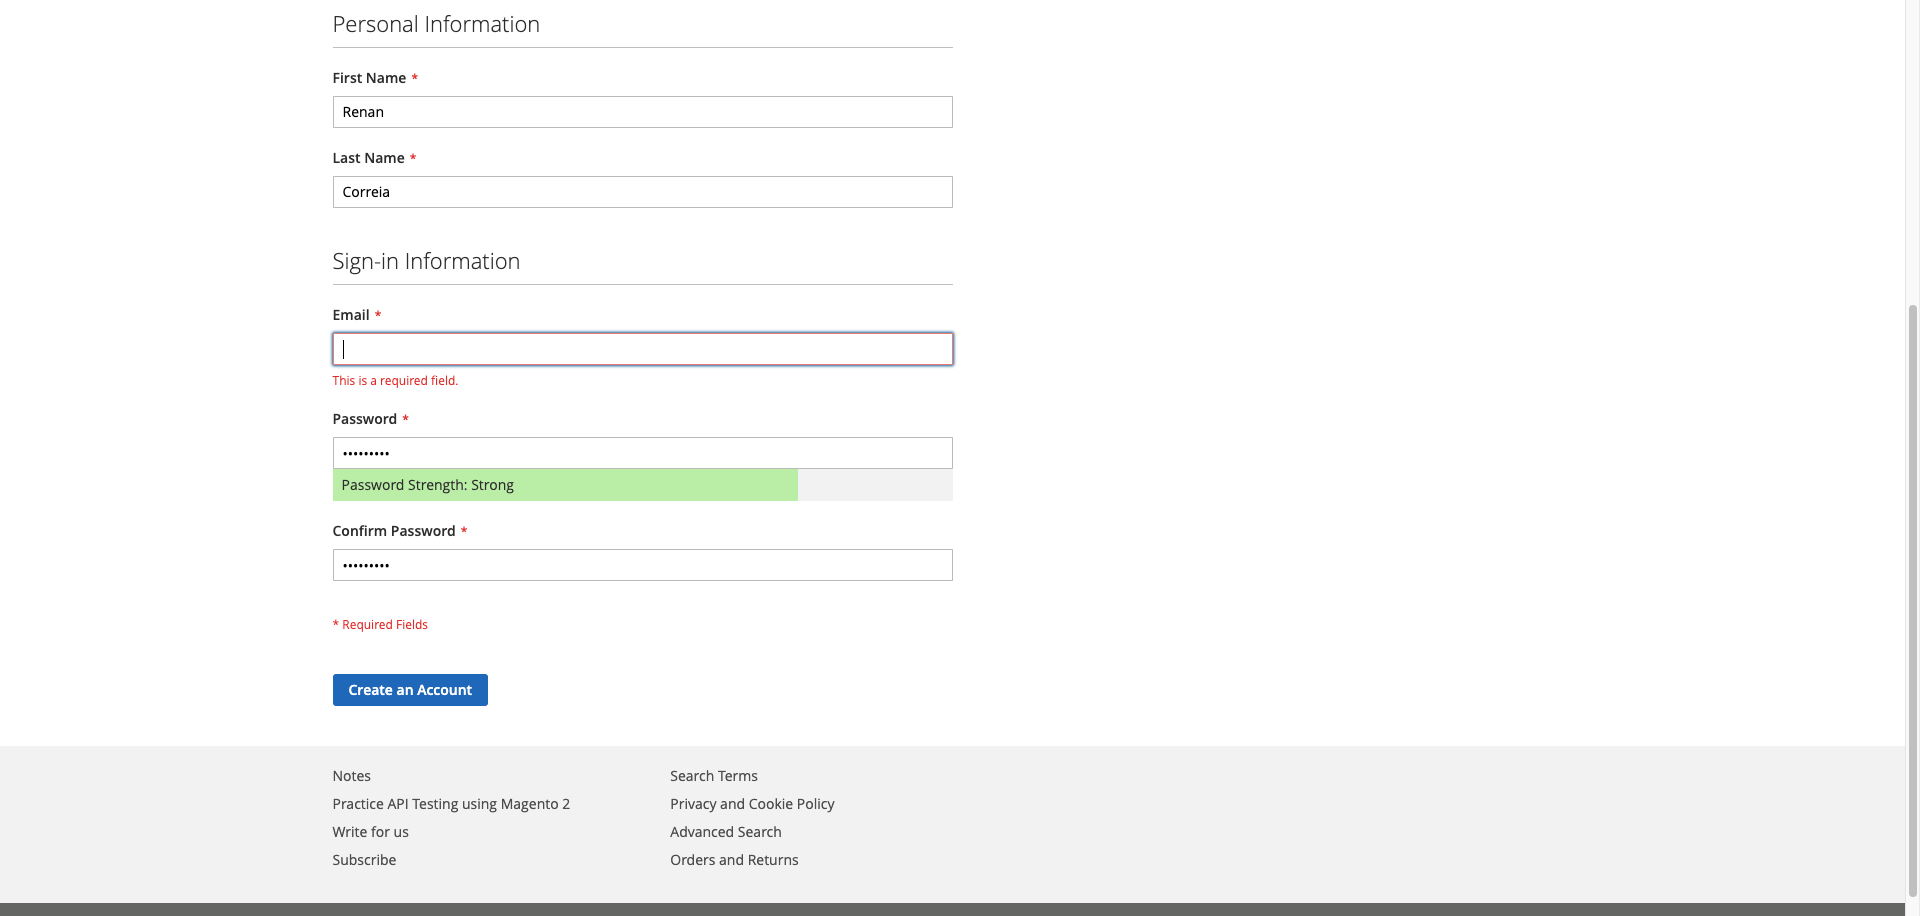 Personal Information
First Name *
Renan
Last Name *
Correia
Sign-in Information
Email *
This is a required field.
Password *
•••••••••
Password Strength: Strong
Confirm Password *
•••••••••
* Required Fields
Create an Account
Notes
Search Terms
Practice API Testing using Magento 2
Privacy and Cookie Policy
Write for us
Advanced Search
Subscribe
Orders and Returns